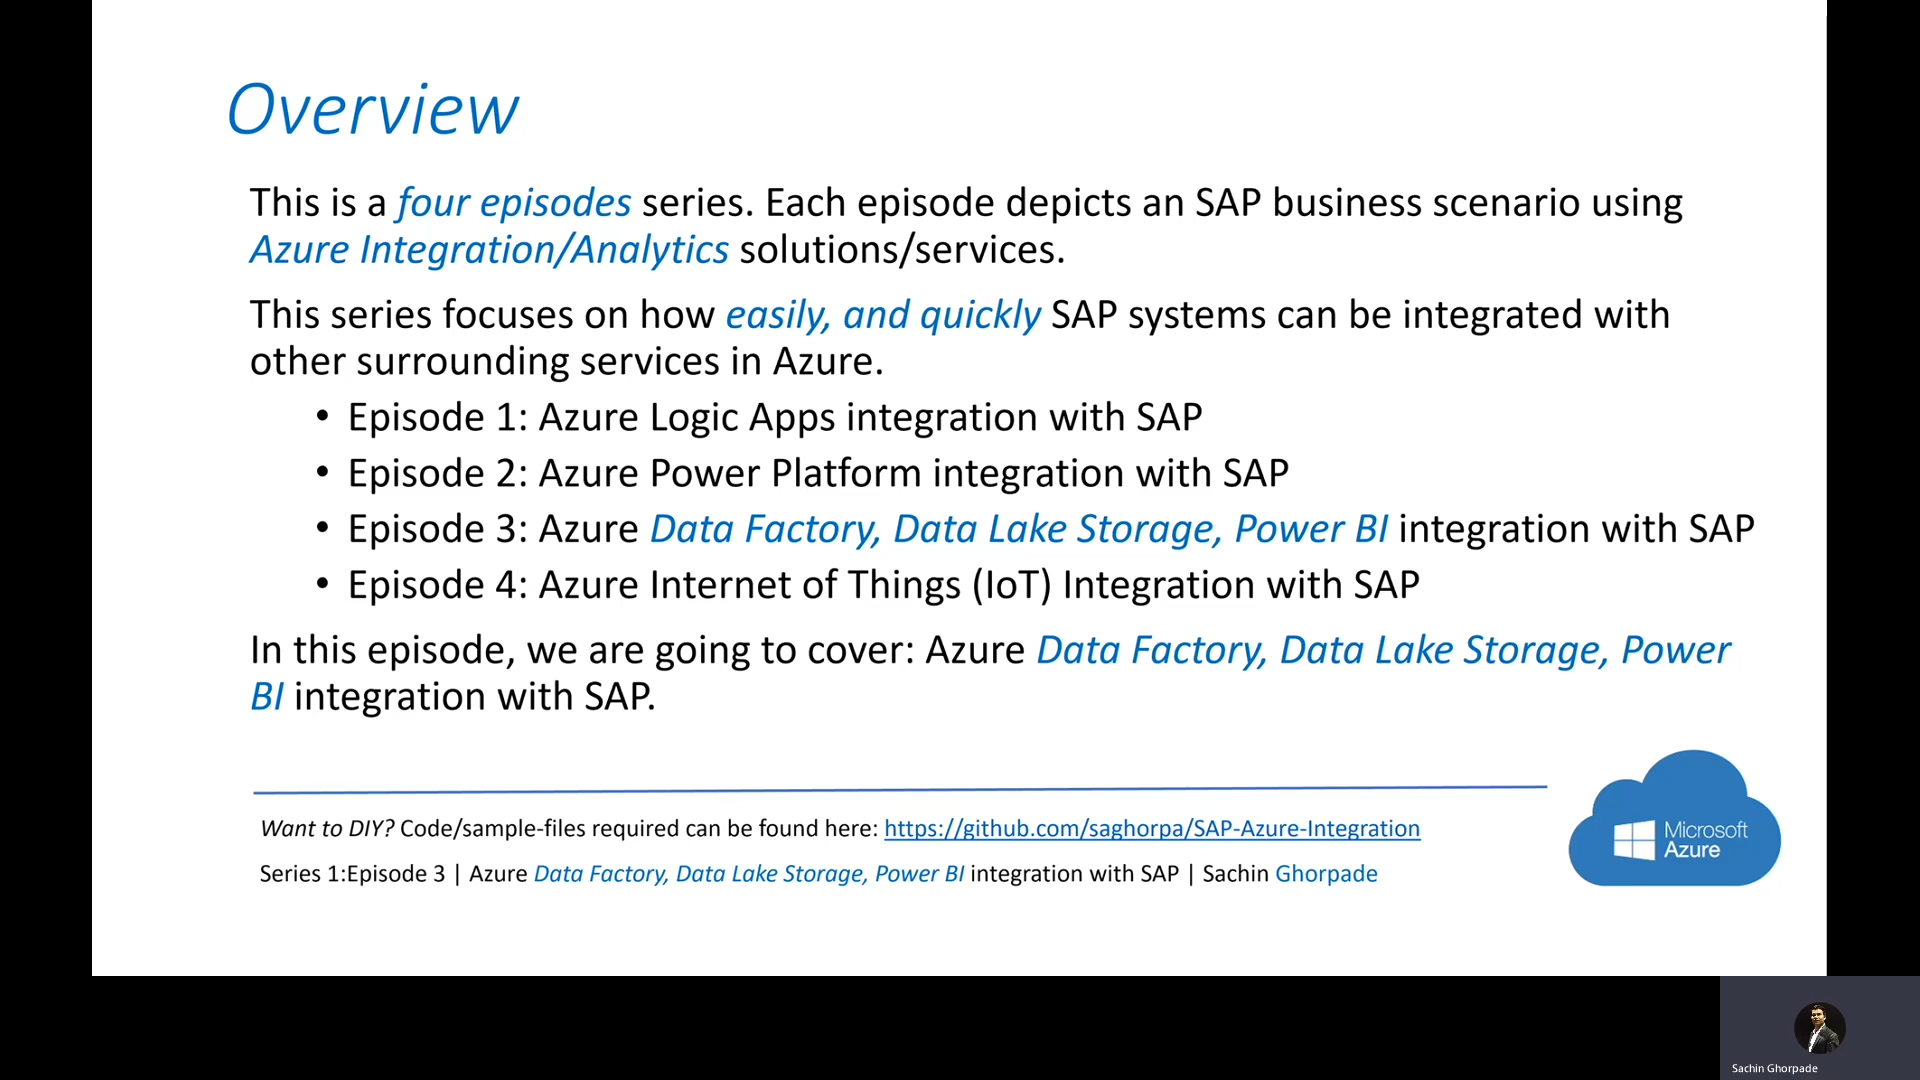 Overview
This is a four episodes series. Each episode depicts an SAP business scenario using
Azure Integration/Analytics solutions/services.
This series focuses on how easily, and quickly SAP systems can be integrated with
other surrounding services in Azure.
• Episode 1: Azure Logic Apps integration with SAP
• Episode 2: Azure Power Platform integration with SAP
• Episode 3: Azure Data Factory, Data Lake Storage, Power BI integration with SAP
• Episode 4: Azure Internet of Things (IoT) Integration with SAP
In this episode, we are going to cover: Azure Data Factory, Data Lake Storage, Power
BI integration with SAP.
Want to DIY? Code/sample-files required can be found here: https://github.com/saghorpa/SAP-Azure-Integration
Series 1:Episode 3 | Azure Data Factory, Data Lake Storage, Power BI integration with SAP | Sachin Ghorpade
Microsoft
Azure
Sachin Ghorpade